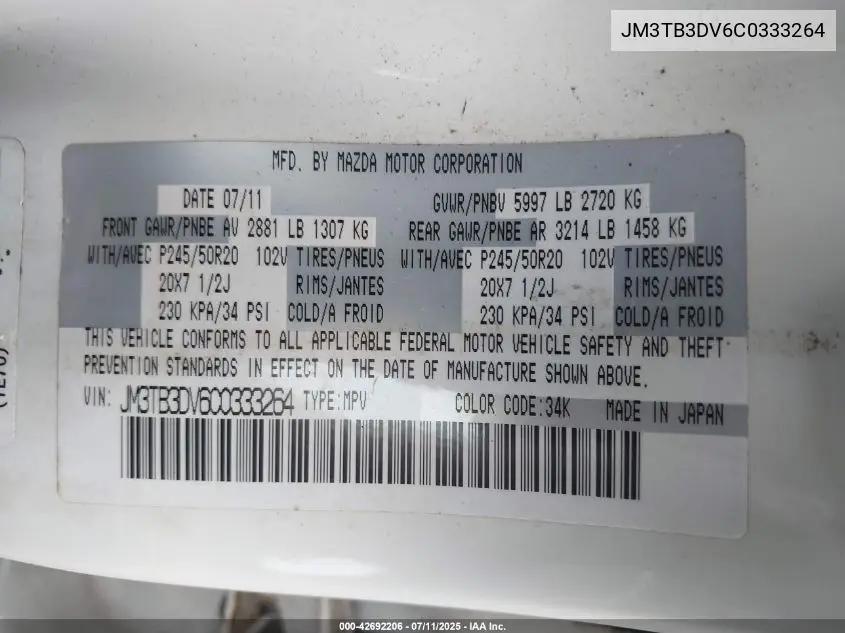 JM3TB3DV6C0333264
MFD. BY MAZDA MOTOR CORPORATION
DATE 07/11 GVWR/PNBV 5997 LB 2720 KG
FRONT GAWR/PNBE AV 2881 LB 1307 KG REAR GAWR/PNBE AR 3214 LB 1458 KG
WITH/AVEC P245/50R20 102V TIRES/PNEUS WITH/AVEC P245/50R20 102V TIRES/PNEUS
20X7 1/2J RIMS/JANTES 20X7 1/2J RIMS/JANTES
230 KPA/34 PSI COLD/A FROID 230 KPA/34 PSI COLD/A FROID
THIS VEHICLE CONFORMS TO ALL APPLICABLE FEDERAL MOTOR VEHICLE SAFETY AND THEFT
PREVENTION STANDARDS IN EFFECT ON THE DATE OF MANUFACTURE SHOWN ABOVE.
VIN: JM3TB3DV6C0333264 TYPE:MPV COLOR CODE:34K MADE IN JAPAN
000-42692206 - 07/11/2025 - IAA Inc.